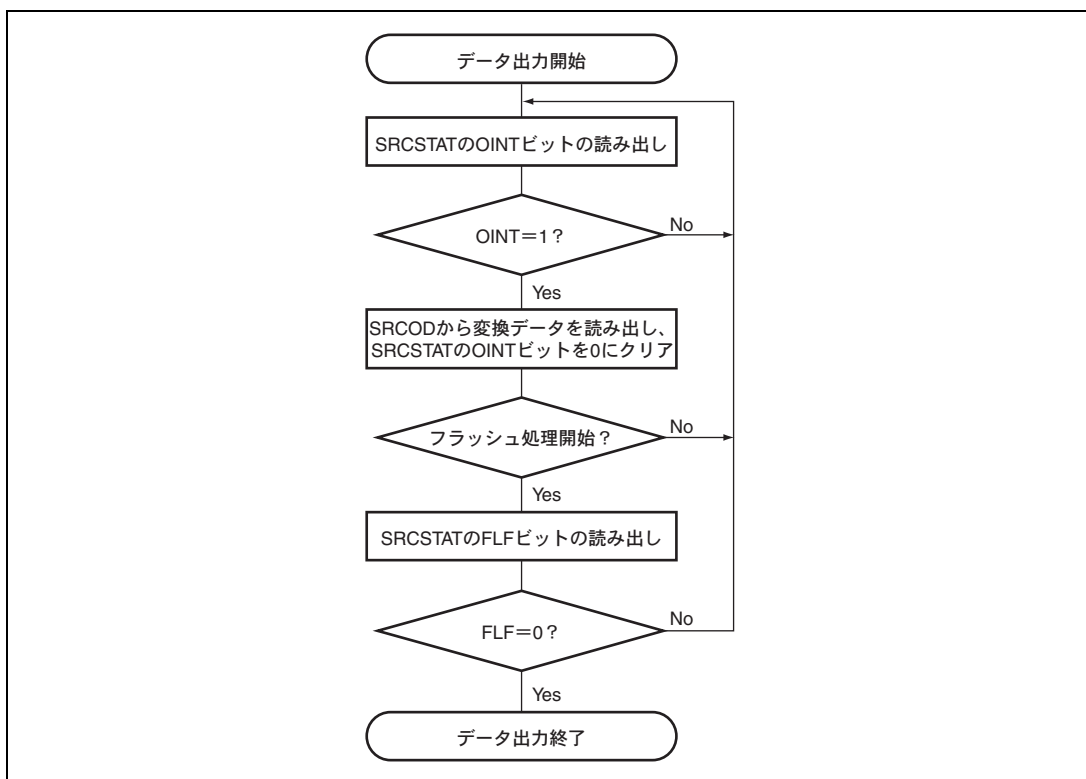 データ出力開始
SRCSTATのOINTビットの読み出し
OINT＝1？
No
Yes
SRCODから変換データを読み出し、
SRCSTATのOINTビットを0にクリア
フラッシュ処理開始？
No
Yes
SRCSTATのFLFビットの読み出し
FLF＝0？
No
Yes
データ出力終了